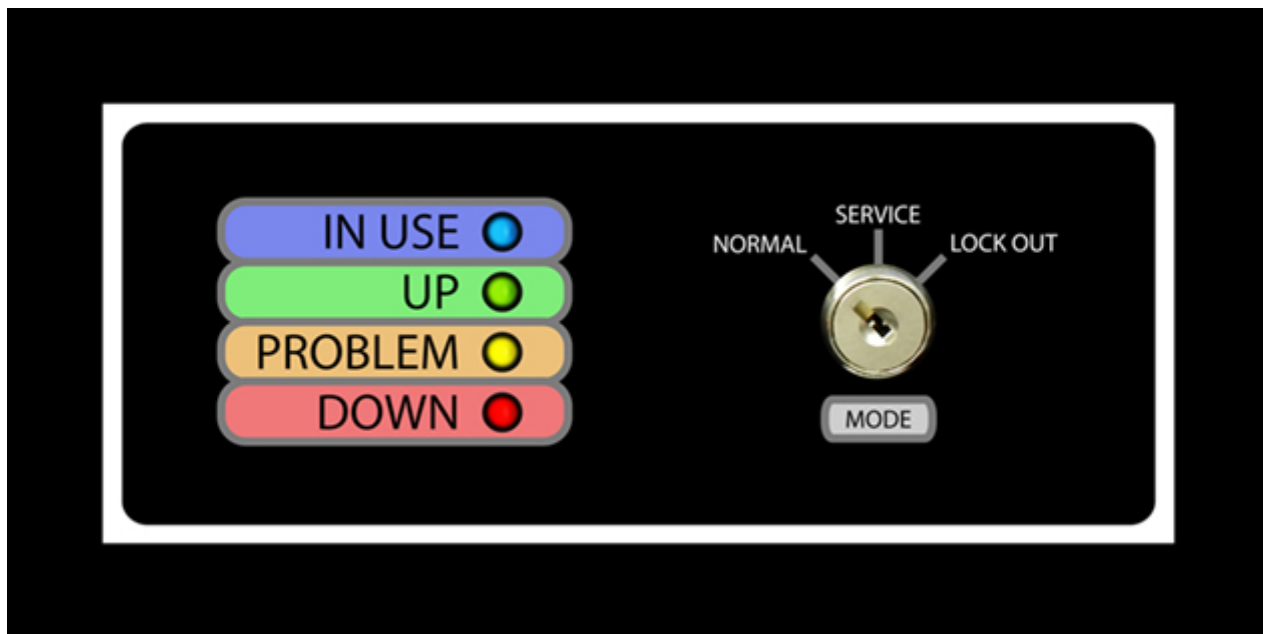 IN USE
UP
PROBLEM
DOWN
NORMAL
SERVICE
LOCK OUT
MODE